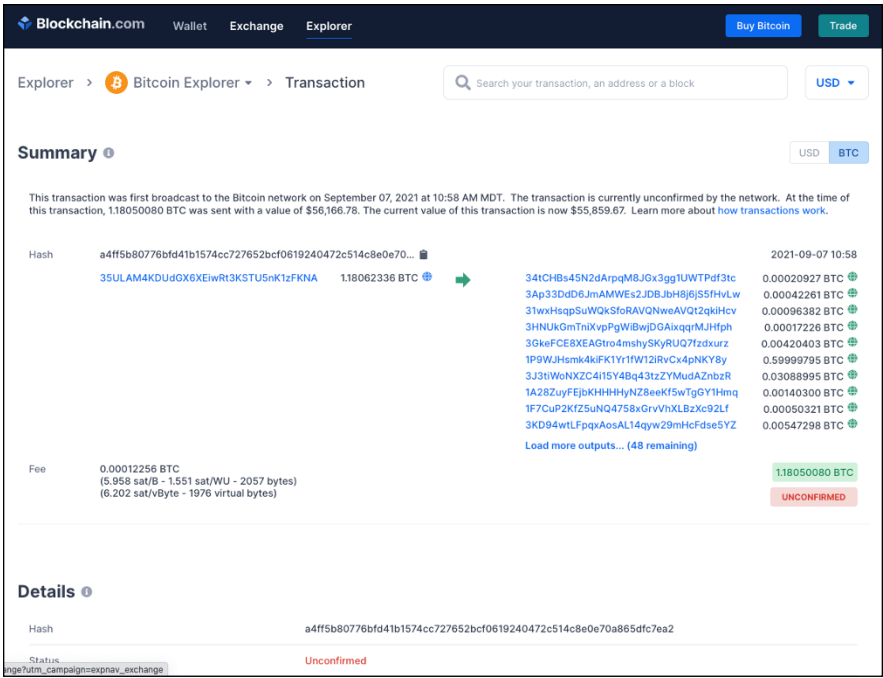 Blockchain.com Wallet Exchange Explorer Buy Bitcoin Trade
Explorer > Bitcoin Explorer > Transaction Search your transaction, an address or a block USD
Summary USD BTC
This transaction was first broadcast to the Bitcoin network on September 07, 2021 at 10:58 AM MDT. The transaction is currently unconfirmed by the network. At the time of
this transaction, 1.18050080 BTC was sent with a value of $56,166.78. The current value of this transaction is now $55,859.67. Learn more about how transactions work.
Hash a4ff5b80776bfd41b1574cc727652bcf0619240472c514c8e0e70... 2021-09-07 10:58
35ULAM4KDUdGX6XEiwRt3KSTU5nK1zFKNA 1.18062336 BTC 34tCHBs45N2dArpqM8JGx3gg1UWTPdf3tc 0.00020927 BTC
3Ap33DdD6JmAMWEs2JDBJbH8j6jS5fHvLw 0.00042261 BTC
31wxHsqpSuWQkSfoRAVQNweAVQt2qkiHcv 0.00096382 BTC
3HNUkGmTniXvpPgWiBwjDGAixqqrMJHfph 0.00017226 BTC
3GkeFCE8XEAGtro4mshySKyRUQ7fzdxurz 0.00420403 BTC
1P9WJHsmk4kiFK1Yr1fW12iRvCx4pNKY8y 0.59999795 BTC
3J3tiWoNXZC4i15Y4Bq43tzZYMudAZnbzR 0.03088995 BTC
1A28ZuyFEjbKHHHHyNZ8eeKf5wTgGY1Hmq 0.00140300 BTC
1F7CuP2KfZ5uNQ4758xGrvVhXLBzXc92Lf 0.00050321 BTC
3KD94wtLFpqxAosAL14qyw29mHcFdse5YZ 0.00547298 BTC
Load more outputs... (48 remaining)
Fee 0.00012256 BTC 1.18050080 BTC
(5.958 sat/B - 1.551 sat/WU - 2057 bytes)
(6.202 sat/vByte - 1976 virtual bytes) UNCONFIRMED
Details
Hash a4ff5b80776bfd41b1574cc727652bcf0619240472c514c8e0e70a865dfc7ea2
Status Unconfirmed
ange?utm_campaign=expnav_exchange